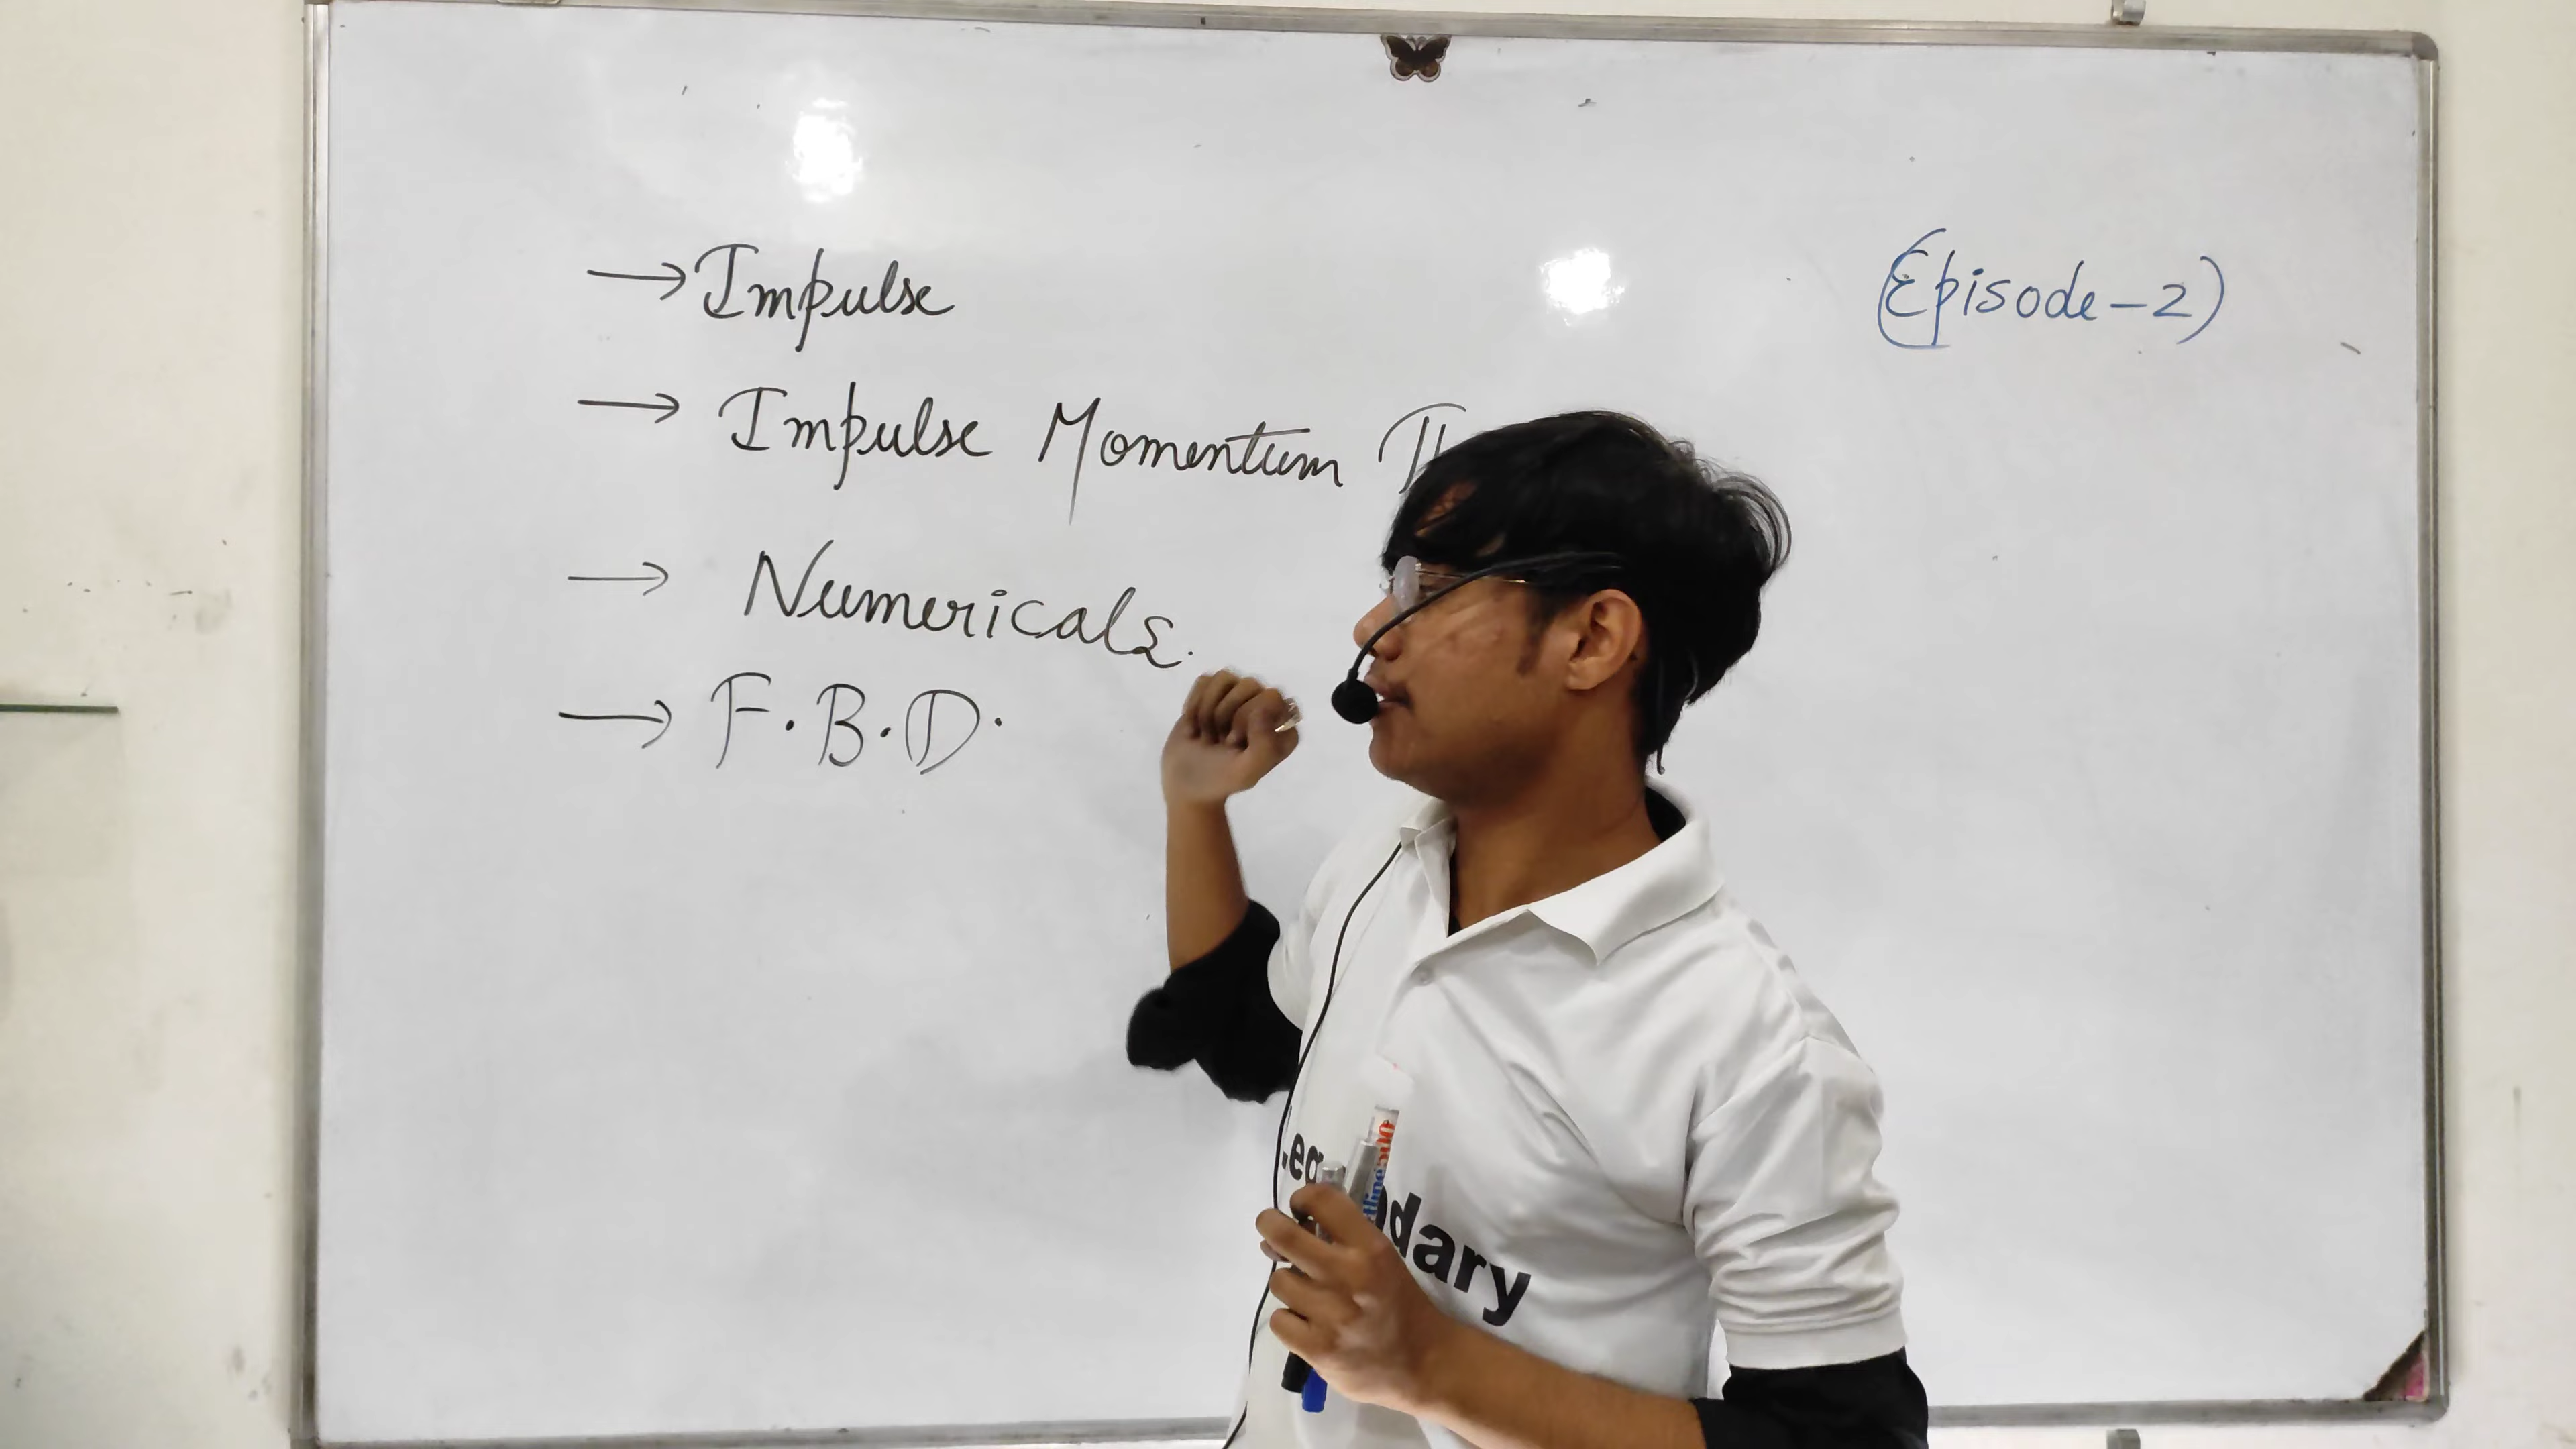 → Impulse
(Episode-2)
→ Impulse Momentum
→ Numericals.
→ F.B.D.